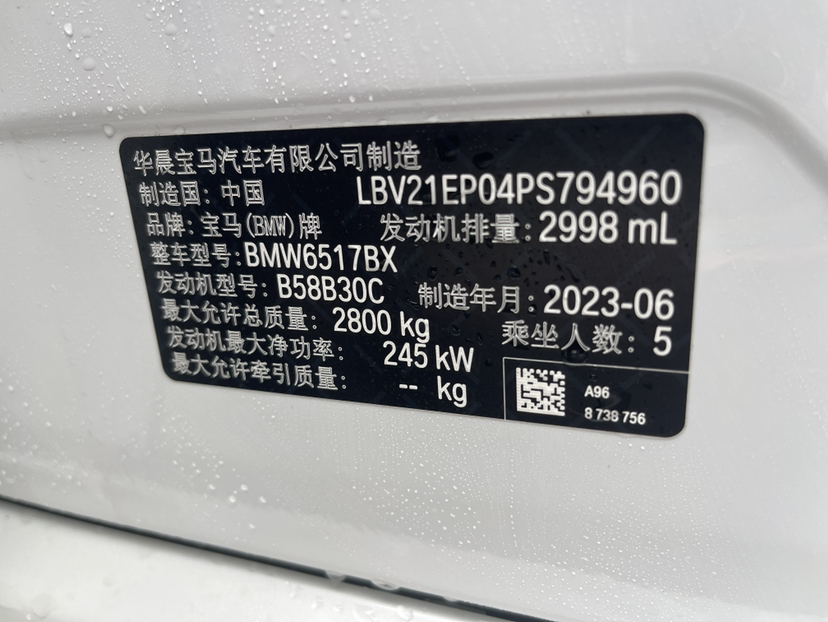 华晨宝马汽车有限公司制造
制造国: 中国 LBV21EP04PS794960
品牌: 宝马(BMW)牌 发动机排量: 2998 mL
整车型号: BMW6517BX
发动机型号: B58B30C 制造年月: 2023-06
最大允许总质量: 2800 kg 乘坐人数: 5
发动机最大净功率: 245 kW
最大允许牵引质量: -- kg
A96
8 738 756